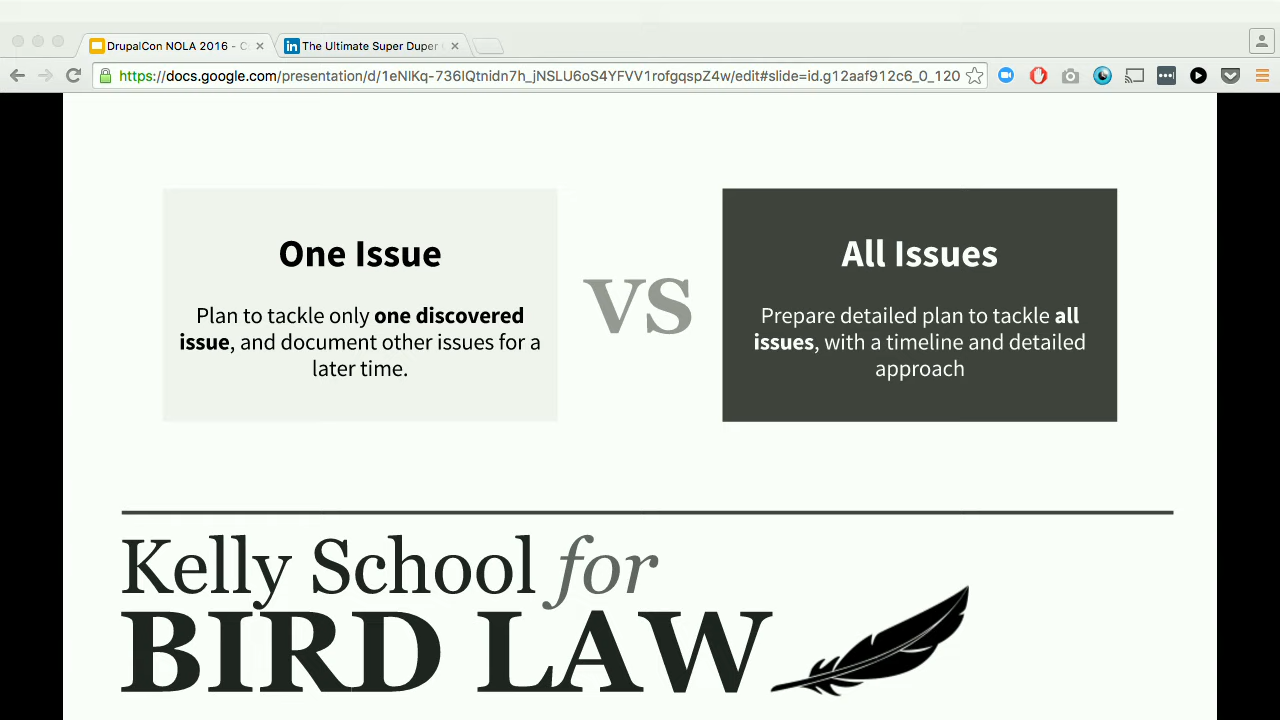 DrupalCon NOLA 2016 - C
The Ultimate Super Duper
https://docs.google.com/presentation/d/1eNlKq-736lQtnidn7h_jNSLU6oS4YFVV1rofgqspZ4w/edit#slide=id.g12aaf912c6_0_120
One Issue
Plan to tackle only one discovered
issue, and document other issues for a
later time.
vs
All Issues
Prepare detailed plan to tackle all
issues, with a timeline and detailed
approach
Kelly School for
BIRD LAW